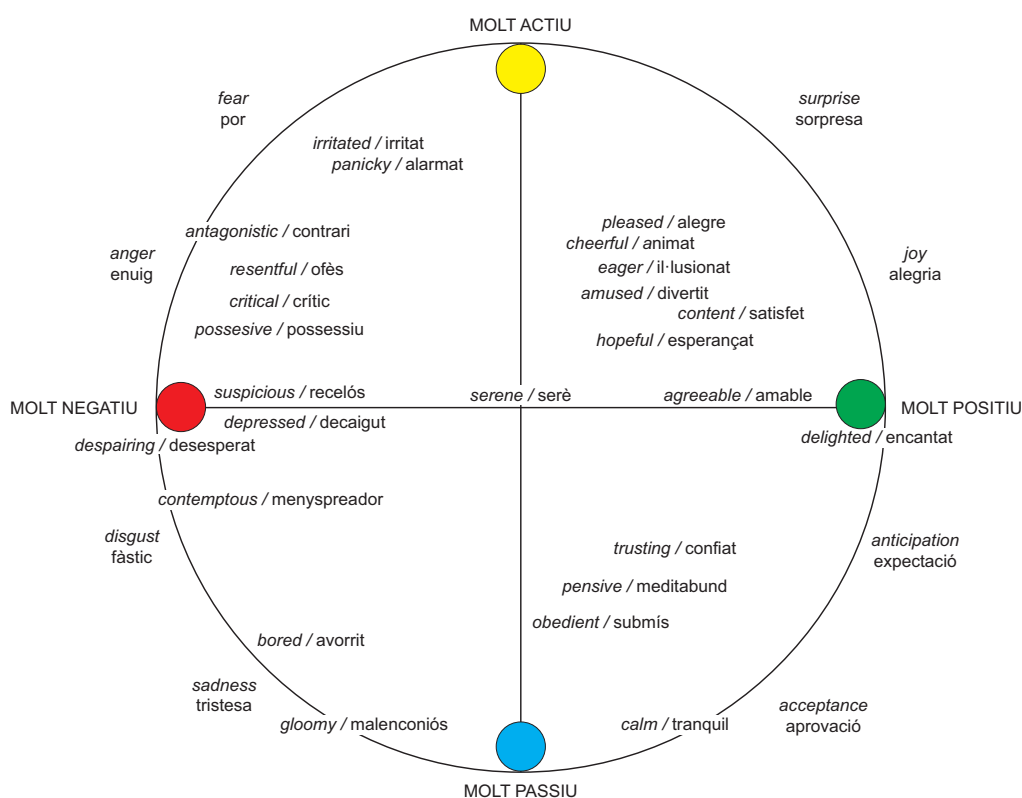 MOLT ACTIU
fear
por
surprise
sorpresa
irritated / irritat
panicky / alarmat
pleased / alegre
antagonistic / contrari
cheerful / animat
anger
enuig
joy
alegria
resentful / ofès
eager / il·lusionat
critical / crític
amused / divertit
content / satisfet
possesive / possessiu
hopeful / esperançat
suspicious / recelós
serene / serè
agreeable / amable
MOLT NEGATIU
MOLT POSITIU
depressed / decaigut
despairing / desesperat
delighted / encantat
contemptous / menyspreador
disgust
fàstic
anticipation
expectació
trusting / confiat
pensive / meditabund
obedient / submís
bored / avorrit
sadness
tristesa
acceptance
aprovació
gloomy / malenconiós
calm / tranquil
MOLT PASSIU